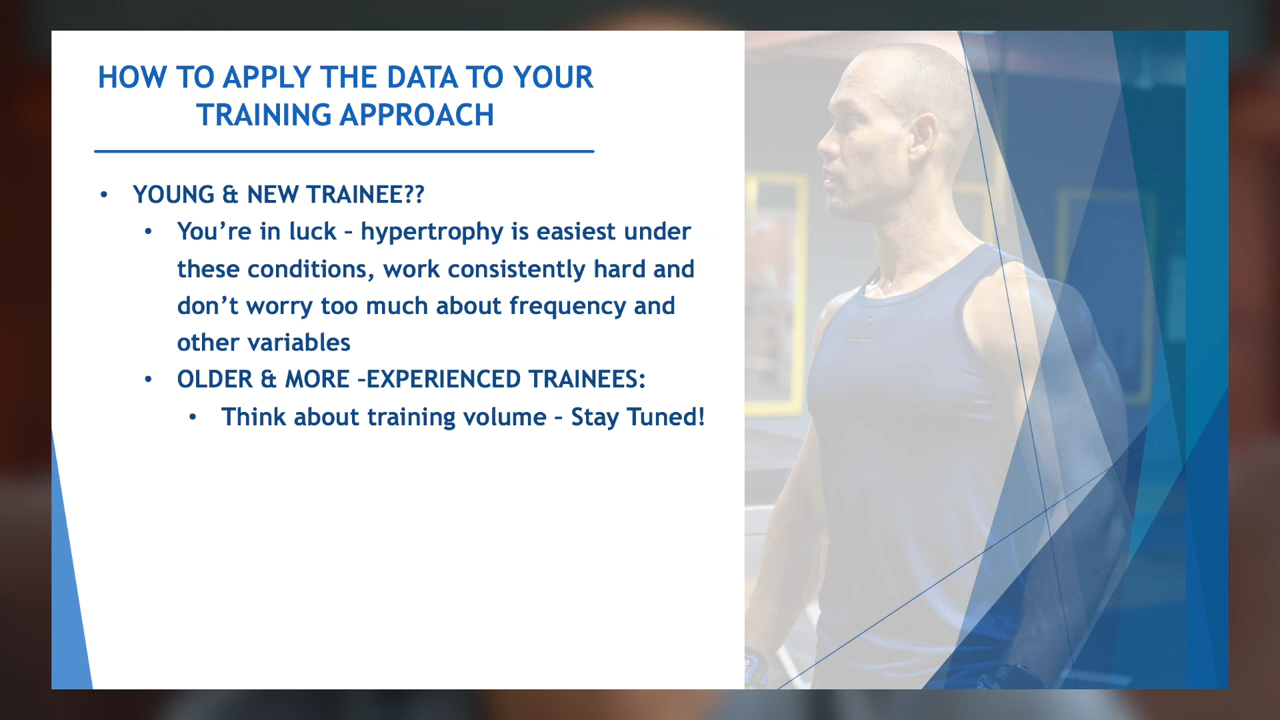 HOW TO APPLY THE DATA TO YOUR
TRAINING APPROACH
• YOUNG & NEW TRAINEE??
• You’re in luck – hypertrophy is easiest under
these conditions, work consistently hard and
don’t worry too much about frequency and
other variables
• OLDER & MORE –EXPERIENCED TRAINEES:
• Think about training volume – Stay Tuned!